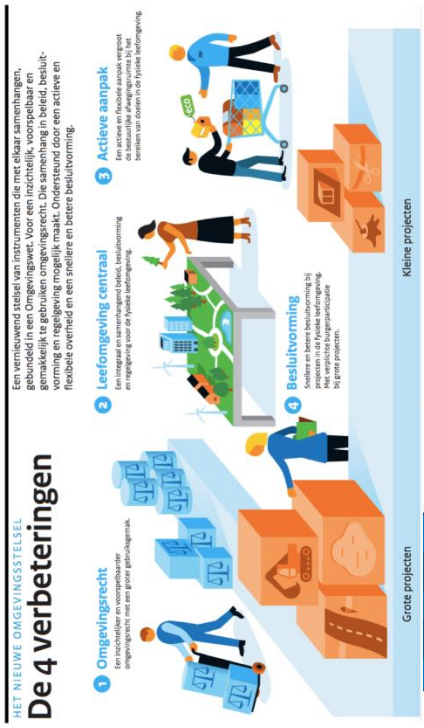 HET NIEUWE OMGEVINGSSTELSEL
De 4 verbeteringen
Een vernieuwend stelsel van instrumenten die met elkaar samenhangen,
gebundeld in een Omgevingswet. Voor een inzichtelijk, voorspelbaar en
gemakkelijk te gebruiken omgevingsrecht. Die samenhang in beleid, besluit-
vorming en regelgeving mogelijk maakt. Ondersteund door een actieve en
flexibele overheid en een snellere en betere besluitvorming.
1 Omgevingsrecht
Een inzichtelijker en voorspelbaarder
omgevingsrecht met een groter gebruiksgemak.
2 Leefomgeving centraal
Een integraal en samenhangend beleid, besluitvorming
en regelgeving voor de fysieke leefomgeving.
3 Actieve aanpak
Een actieve en flexibele aanpak vergroot
de bestuurlijke afwegingsruimte bij het
bereiken van doelen in de fysieke leefomgeving.
eco
4 Besluitvorming
Snellere en betere besluitvorming bij
projecten in de fysieke leefomgeving.
Met verplichte burgerparticipatie
bij grote projecten.
Grote projecten
Kleine projecten